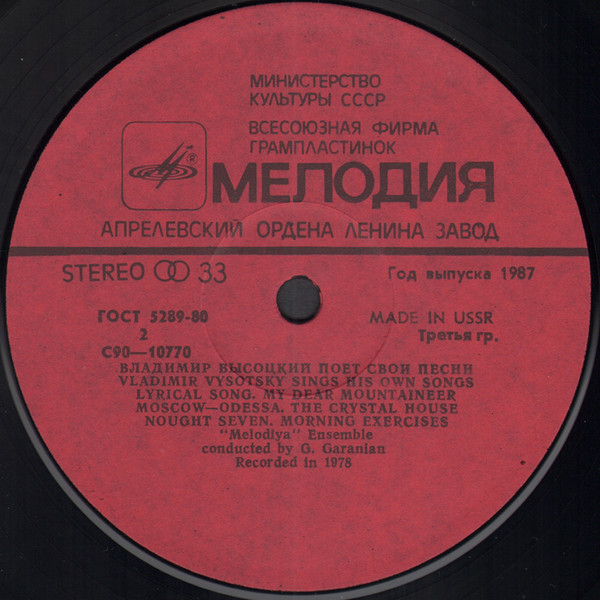 МИНИСТЕРСТВО
КУЛЬТУРЫ СССР
ВСЕСОЮЗНАЯ ФИРМА
ГРАМПЛАСТИНОК
®
МЕЛОДИЯ
АПРЕЛЕВСКИЙ ОРДЕНА ЛЕНИНА ЗАВОД
STEREO 33
Год выпуска 1987
ГОСТ 5289-80
MADE IN USSR
2
Третья гр.
С90—10770
ВЛАДИМИР ВЫСОЦКИЙ ПОЕТ СВОИ ПЕСНИ
VLADIMIR VYSOTSKY SINGS HIS OWN SONGS
LYRICAL SONG. MY DEAR MOUNTAINEER
MOSCOW—ODESSA. THE CRYSTAL HOUSE
NOUGHT SEVEN. MORNING EXERCISES
"Melodiya" Ensemble
conducted by G. Garanian
Recorded in 1978